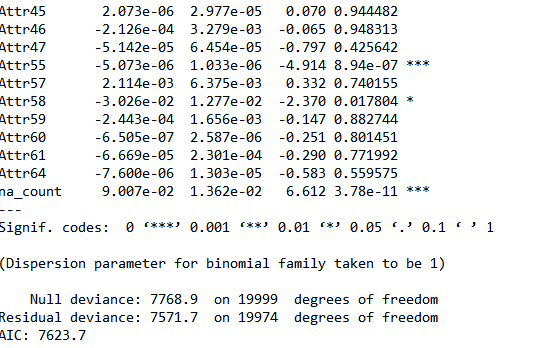 Attr45 2.073e-06 2.977e-05 0.070 0.944482
Attr46 -2.126e-04 3.279e-03 -0.065 0.948313
Attr47 -5.142e-05 6.454e-05 -0.797 0.425642
Attr55 -5.073e-06 1.033e-06 -4.914 8.94e-07 ***
Attr57 2.114e-03 6.375e-03 0.332 0.740155
Attr58 -3.026e-02 1.277e-02 -2.370 0.017804 *
Attr59 -2.443e-04 1.656e-03 -0.147 0.882744
Attr60 -6.505e-07 2.587e-06 -0.251 0.801451
Attr61 -6.669e-05 2.301e-04 -0.290 0.771992
Attr64 -7.600e-06 1.303e-05 -0.583 0.559575
na_count 9.007e-02 1.362e-02 6.612 3.78e-11 ***
---
Signif. codes: 0 ‘***’ 0.001 ‘**’ 0.01 ‘*’ 0.05 ‘.’ 0.1 ‘ ’ 1
(Dispersion parameter for binomial family taken to be 1)
Null deviance: 7768.9 on 19999 degrees of freedom
Residual deviance: 7571.7 on 19974 degrees of freedom
AIC: 7623.7